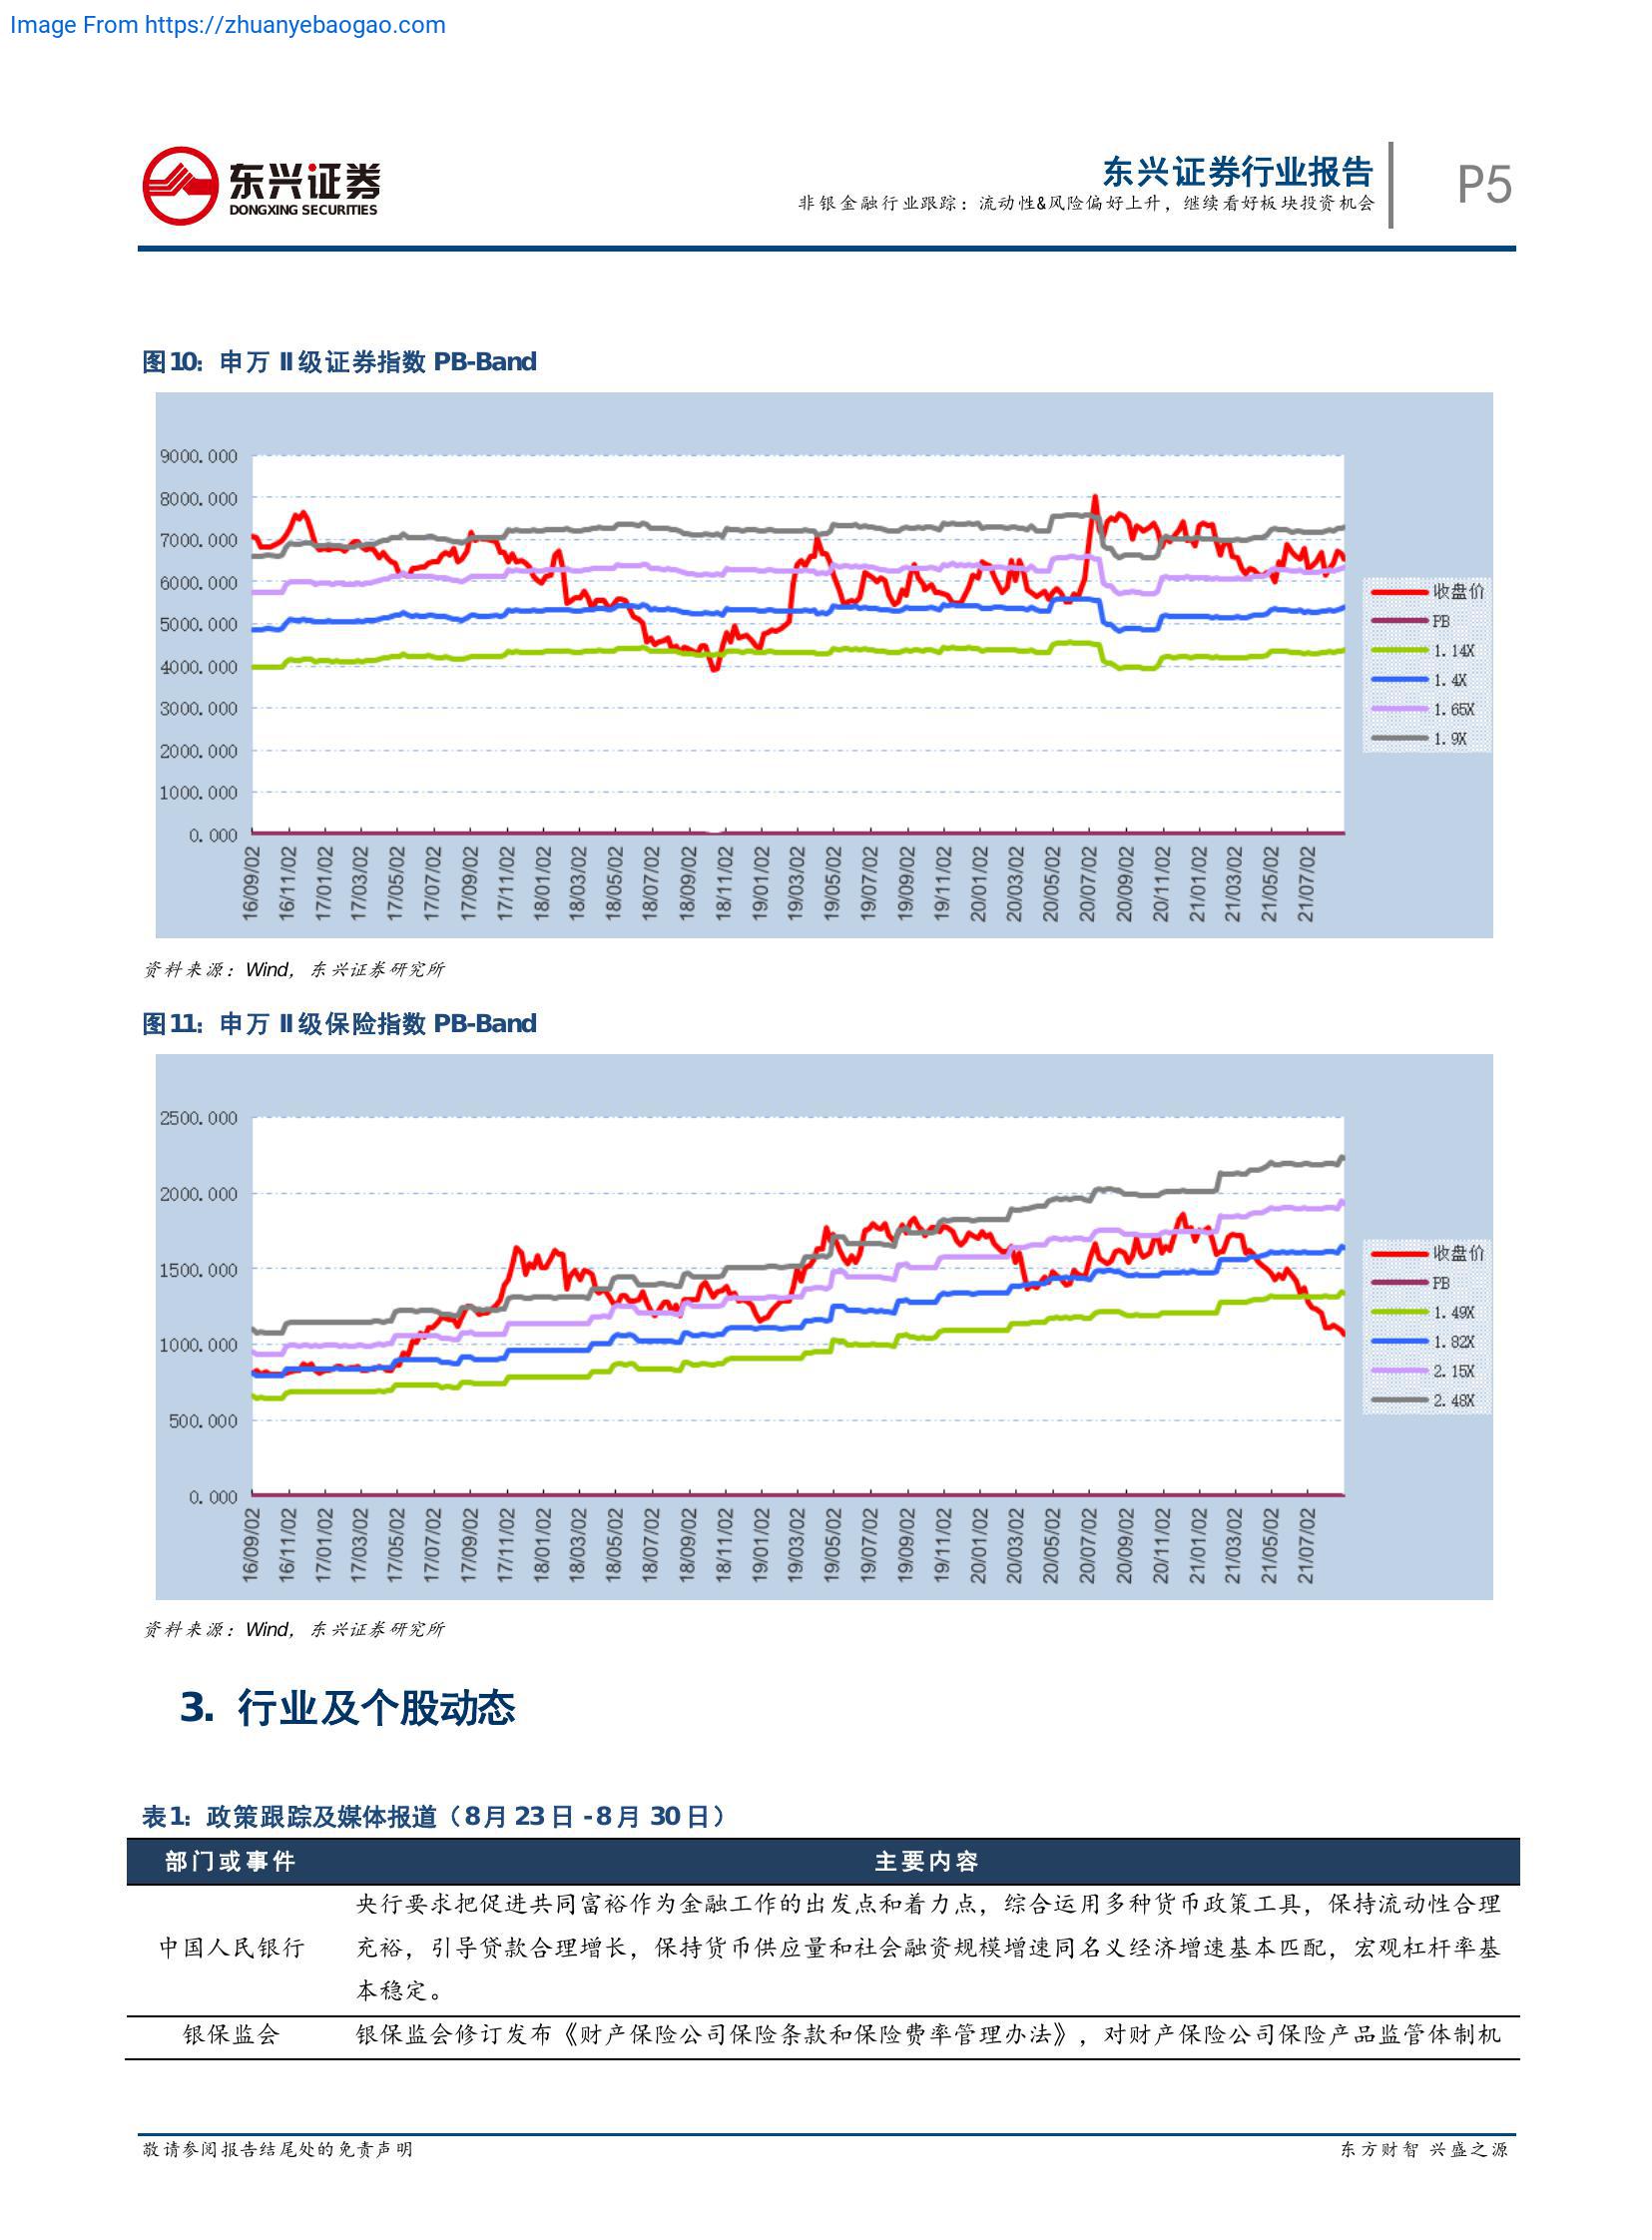 Image From https://zhuanyebaogao.com
东兴证券
DONGXING SECURITIES
东兴证券行业报告
非银金融行业跟踪：流动性&风险偏好上升，继续看好板块投资机会
P5
图10：申万 II 级证券指数 PB-Band
9000.000
8000.000
7000.000
6000.000
5000.000
4000.000
3000.000
2000.000
1000.000
0.000
收盘价
PB
1.14X
1.4X
1.65X
1.9X
16/09/02 16/11/02 17/01/02 17/03/02 17/05/02 17/07/02 17/09/02 17/11/02 18/01/02 18/03/02 18/05/02 18/07/02 18/09/02 18/11/02 19/01/02 19/03/02 19/05/02 19/07/02 19/09/02 19/11/02 20/01/02 20/03/02 20/05/02 20/07/02 20/09/02 20/11/02 21/01/02 21/03/02 21/05/02 21/07/02
资料来源：Wind，东兴证券研究所
图11：申万 II 级保险指数 PB-Band
2500.000
2000.000
1500.000
1000.000
500.000
0.000
收盘价
PB
1.49X
1.82X
2.15X
2.48X
16/09/02 16/11/02 17/01/02 17/03/02 17/05/02 17/07/02 17/09/02 17/11/02 18/01/02 18/03/02 18/05/02 18/07/02 18/09/02 18/11/02 19/01/02 19/03/02 19/05/02 19/07/02 19/09/02 19/11/02 20/01/02 20/03/02 20/05/02 20/07/02 20/09/02 20/11/02 21/01/02 21/03/02 21/05/02 21/07/02
资料来源：Wind，东兴证券研究所
3. 行业及个股动态
表1：政策跟踪及媒体报道（8月 23 日 -8月 30 日）
部门或事件 主要内容
央行要求把促进共同富裕作为金融工作的出发点和着力点，综合运用多种货币政策工具，保持流动性合理
中国人民银行 充裕，引导贷款合理增长，保持货币供应量和社会融资规模增速同名义经济增速基本匹配，宏观杠杆率基
本稳定。
银保监会 银保监会修订发布《财产保险公司保险条款和保险费率管理办法》，对财产保险公司保险产品监管体制机
敬请参阅报告结尾处的免责声明 东方财智 兴盛之源